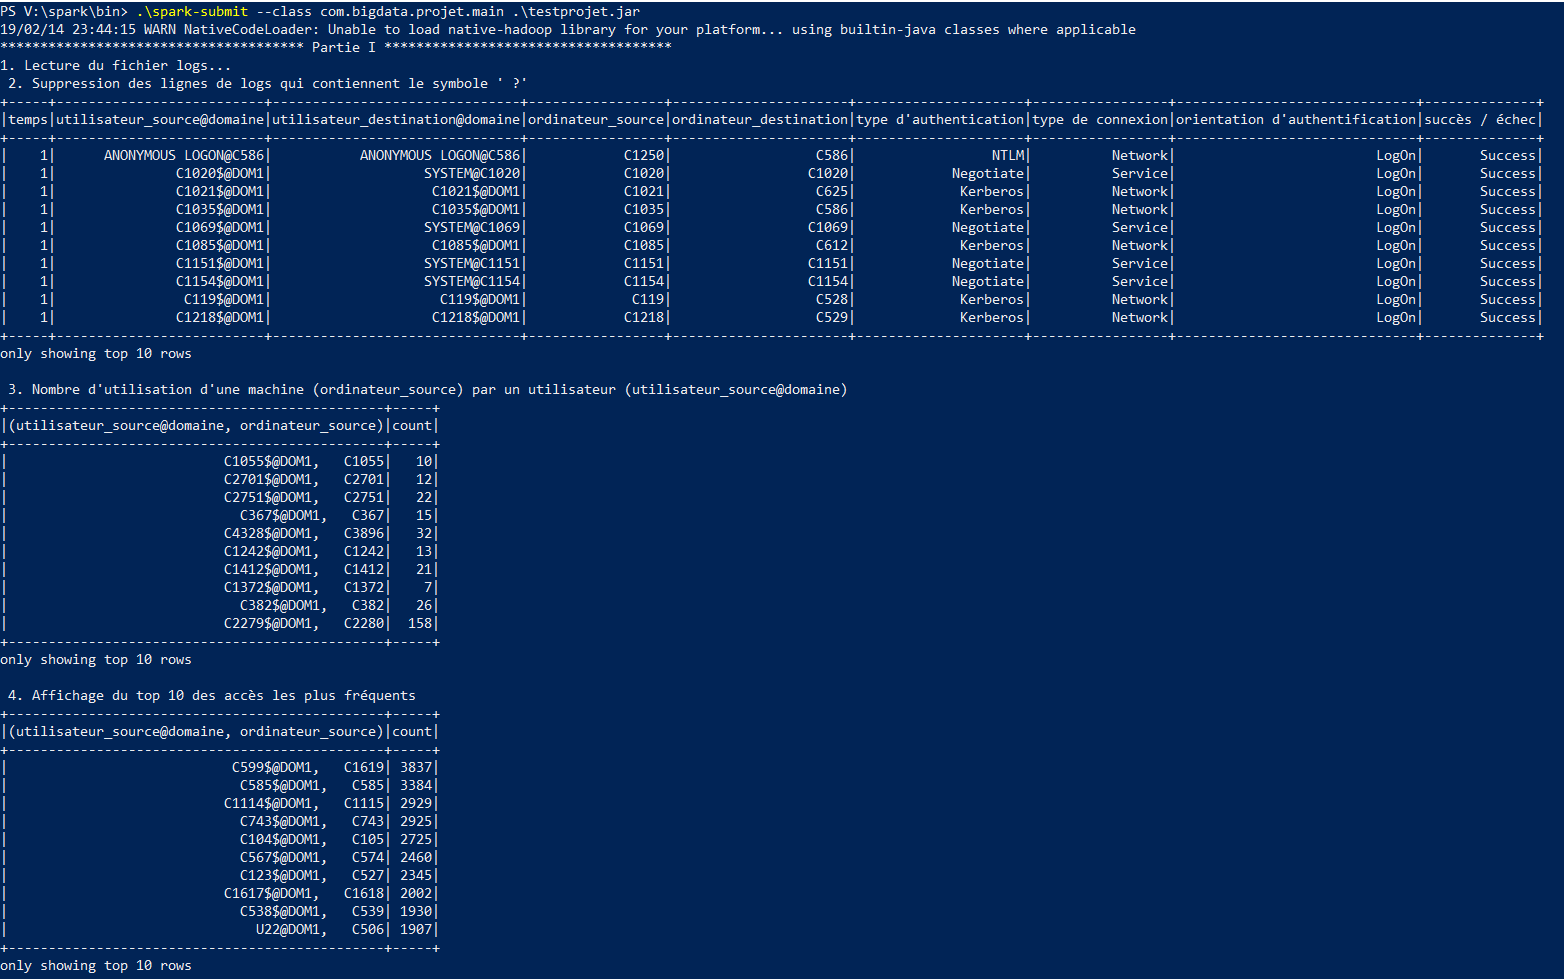 PS V:\spark\bin> .\spark-submit --class com.bigdata.projet.main .\testprojet.jar
19/02/14 23:44:15 WARN NativeCodeLoader: Unable to load native-hadoop library for your platform... using builtin-java classes where applicable
************************************** Partie I ************************************
1. Lecture du fichier logs...
 2. Suppression des lignes de logs qui contiennent le symbole ' ?'
+-----+--------------------------+-------------------------------+-----------------+----------------------+---------------------+-----------------+------------------------------+--------------+
|temps|utilisateur_source@domaine|utilisateur_destination@domaine|ordinateur_source|ordinateur_destination|type d'authentication|type de connexion|orientation d'authentification|succès / échec|
+-----+--------------------------+-------------------------------+-----------------+----------------------+---------------------+-----------------+------------------------------+--------------+
|    1|      ANONYMOUS LOGON@C586|           ANONYMOUS LOGON@C586|            C1250|                  C586|                 NTLM|          Network|                         LogOn|       Success|
|    1|               C1020$@DOM1|                   SYSTEM@C1020|            C1020|                 C1020|            Negotiate|          Service|                         LogOn|       Success|
|    1|               C1021$@DOM1|                    C1021$@DOM1|            C1021|                  C625|             Kerberos|          Network|                         LogOn|       Success|
|    1|               C1035$@DOM1|                    C1035$@DOM1|            C1035|                  C586|             Kerberos|          Network|                         LogOn|       Success|
|    1|               C1069$@DOM1|                   SYSTEM@C1069|            C1069|                 C1069|            Negotiate|          Service|                         LogOn|       Success|
|    1|               C1085$@DOM1|                    C1085$@DOM1|            C1085|                  C612|             Kerberos|          Network|                         LogOn|       Success|
|    1|               C1151$@DOM1|                   SYSTEM@C1151|            C1151|                 C1151|            Negotiate|          Service|                         LogOn|       Success|
|    1|               C1154$@DOM1|                   SYSTEM@C1154|            C1154|                 C1154|            Negotiate|          Service|                         LogOn|       Success|
|    1|                C119$@DOM1|                     C119$@DOM1|             C119|                  C528|             Kerberos|          Network|                         LogOn|       Success|
|    1|               C1218$@DOM1|                    C1218$@DOM1|            C1218|                  C529|             Kerberos|          Network|                         LogOn|       Success|
+-----+--------------------------+-------------------------------+-----------------+----------------------+---------------------+-----------------+------------------------------+--------------+
only showing top 10 rows
 3. Nombre d'utilisation d'une machine (ordinateur_source) par un utilisateur (utilisateur_source@domaine)
+-----------------------------------------------+-----+
|(utilisateur_source@domaine, ordinateur_source)|count|
+-----------------------------------------------+-----+
|                           C1055$@DOM1,   C1055|   10|
|                           C2701$@DOM1,   C2701|   12|
|                           C2751$@DOM1,   C2751|   22|
|                             C367$@DOM1,   C367|   15|
|                           C4328$@DOM1,   C3896|   32|
|                           C1242$@DOM1,   C1242|   13|
|                           C1412$@DOM1,   C1412|   21|
|                           C1372$@DOM1,   C1372|    7|
|                             C382$@DOM1,   C382|   26|
|                           C2279$@DOM1,   C2280|  158|
+-----------------------------------------------+-----+
only showing top 10 rows
 4. Affichage du top 10 des accès les plus fréquents
+-----------------------------------------------+-----+
|(utilisateur_source@domaine, ordinateur_source)|count|
+-----------------------------------------------+-----+
|                            C599$@DOM1,   C1619| 3837|
|                             C585$@DOM1,   C585| 3384|
|                           C1114$@DOM1,   C1115| 2929|
|                             C743$@DOM1,   C743| 2925|
|                             C104$@DOM1,   C105| 2725|
|                             C567$@DOM1,   C574| 2460|
|                             C123$@DOM1,   C527| 2345|
|                           C1617$@DOM1,   C1618| 2002|
|                             C538$@DOM1,   C539| 1930|
|                               U22@DOM1,   C506| 1907|
+-----------------------------------------------+-----+
only showing top 10 rows